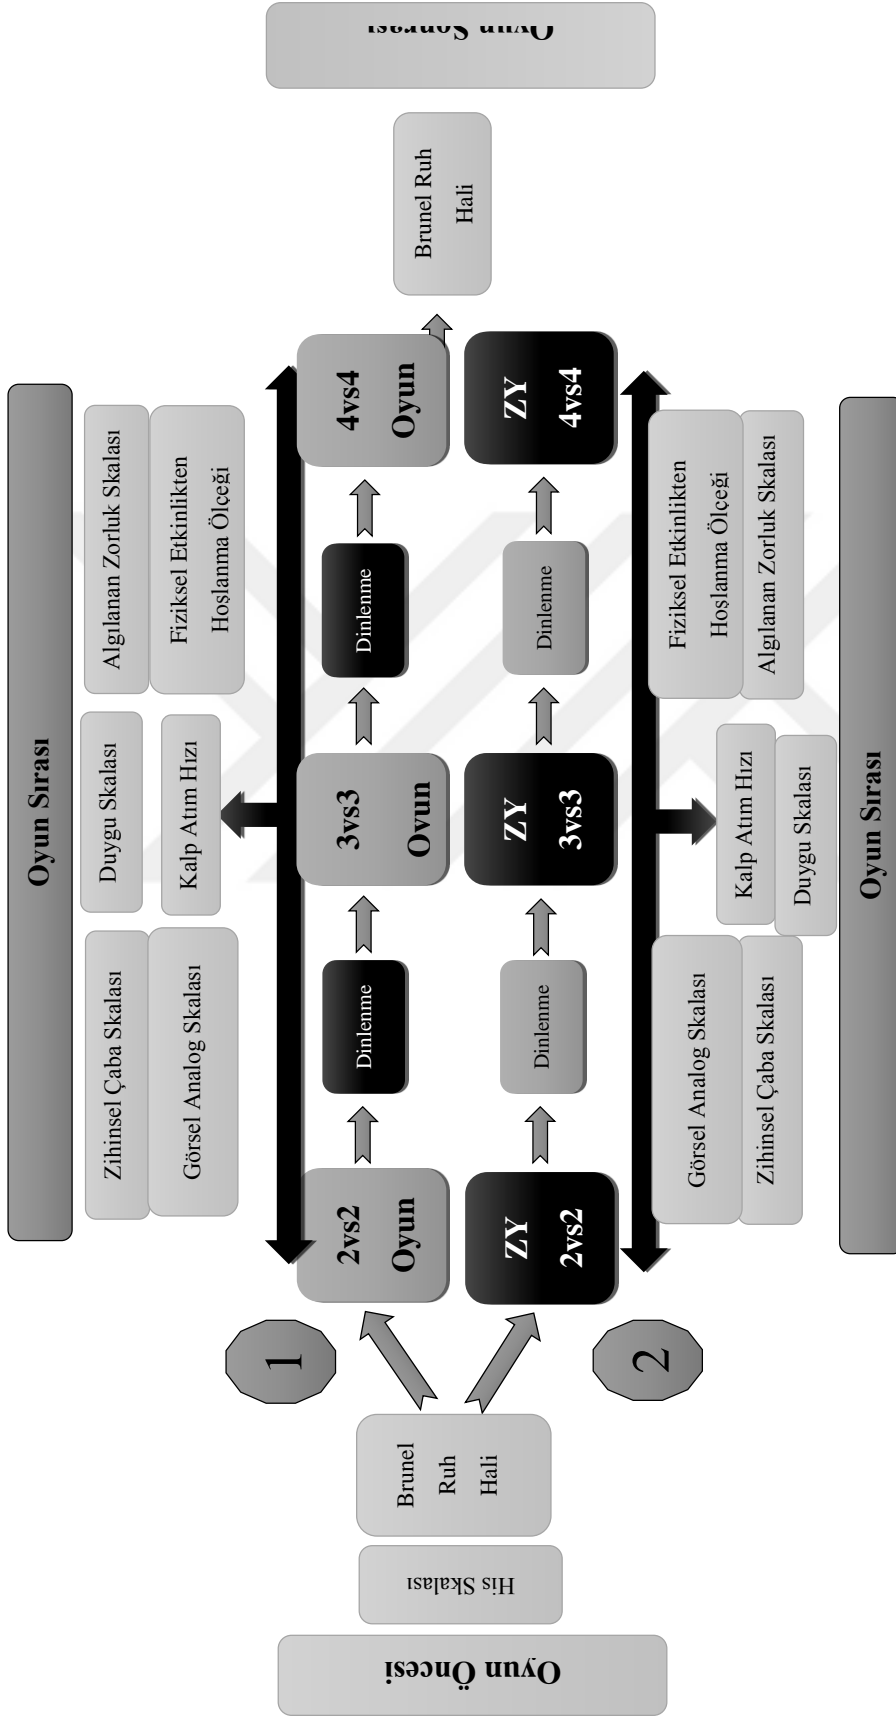 Oyun Öncesi
His Skalası
Brunel
Ruh
Hali
1
2
Oyun Sırası
Zihinsel Çaba Skalası
Görsel Analog Skalası
Duygu Skalası
Kalp Atım Hızı
Algılanan Zorluk Skalası
Fiziksel Etkinlikten
Hoşlanma Ölçeği
2vs2
Oyun
Dinlenme
3vs3
Oyun
Dinlenme
4vs4
Oyun
ZY
2vs2
Dinlenme
ZY
3vs3
Dinlenme
ZY
4vs4
Görsel Analog Skalası
Zihinsel Çaba Skalası
Kalp Atım Hızı
Duygu Skalası
Fiziksel Etkinlikten
Hoşlanma Ölçeği
Algılanan Zorluk Skalası
Oyun Sırası
Brunel Ruh
Hali
Oyun Sonrası